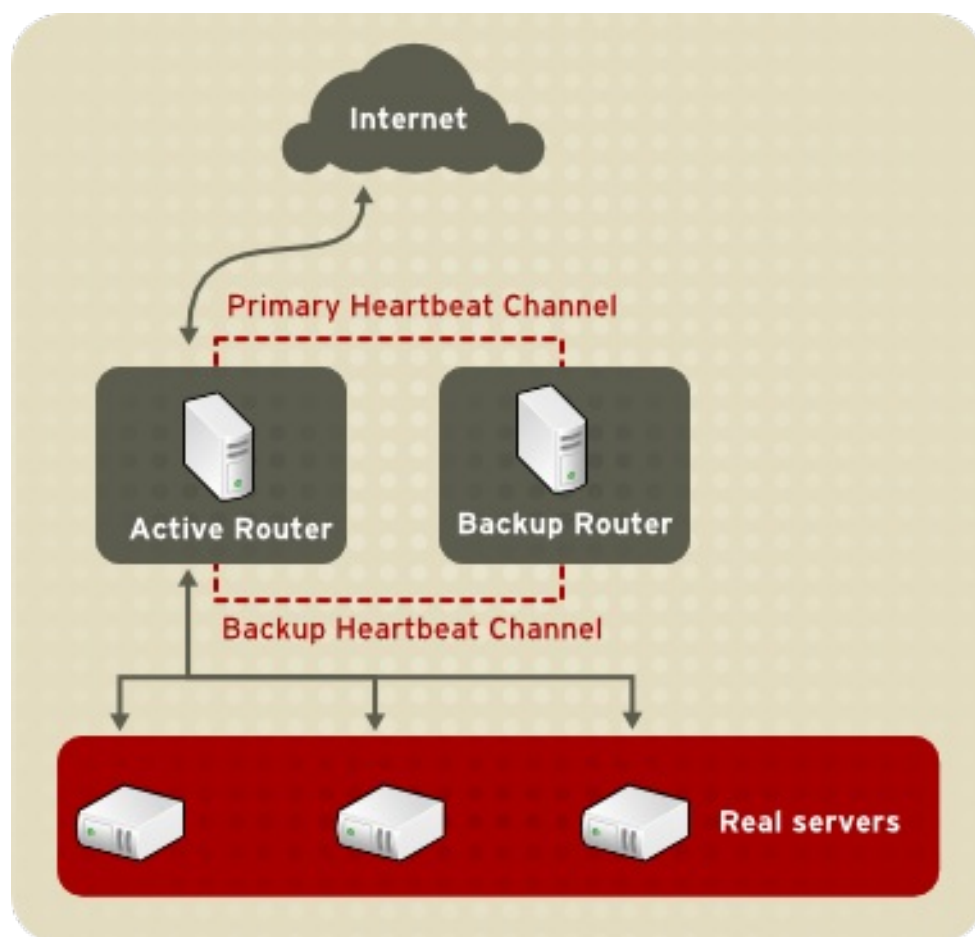 Internet
Primary Heartbeat Channel
Active Router
Backup Router
Backup Heartbeat Channel
Real servers